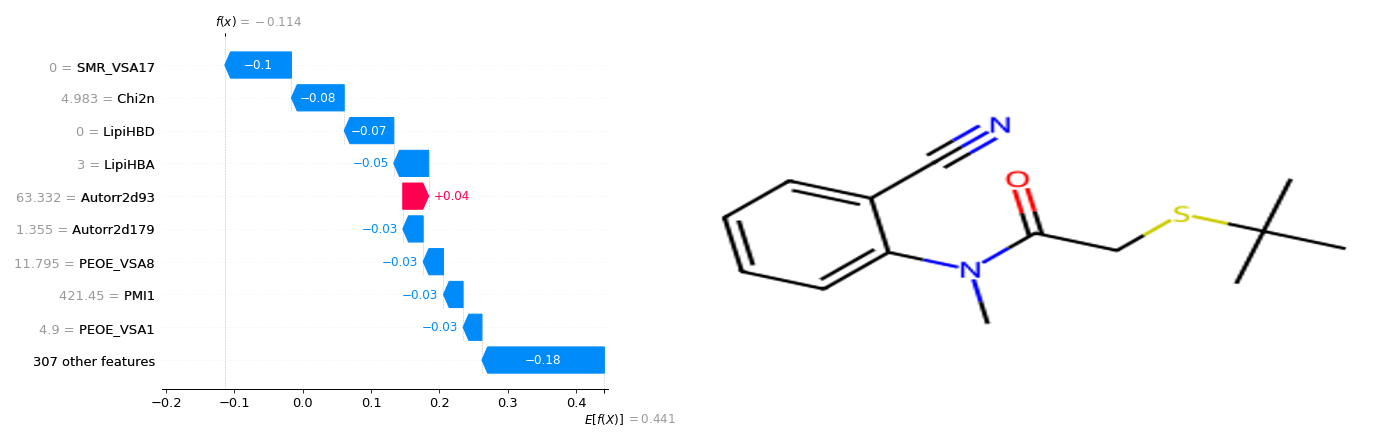 f(x) = −0.114
0 = SMR_VSA17
−0.1
4.983 = Chi2n
−0.08
0 = LipiHBD
−0.07
3 = LipiHBA
−0.05
63.332 = Autorr2d93
+0.04
1.355 = Autorr2d179
−0.03
11.795 = PEOE_VSA8
−0.03
421.45 = PMI1
−0.03
4.9 = PEOE_VSA1
−0.03
307 other features
−0.18
−0.2 −0.1 0.0 0.1 0.2 0.3 0.4
E[f(X)] = 0.441
N
O
S
N